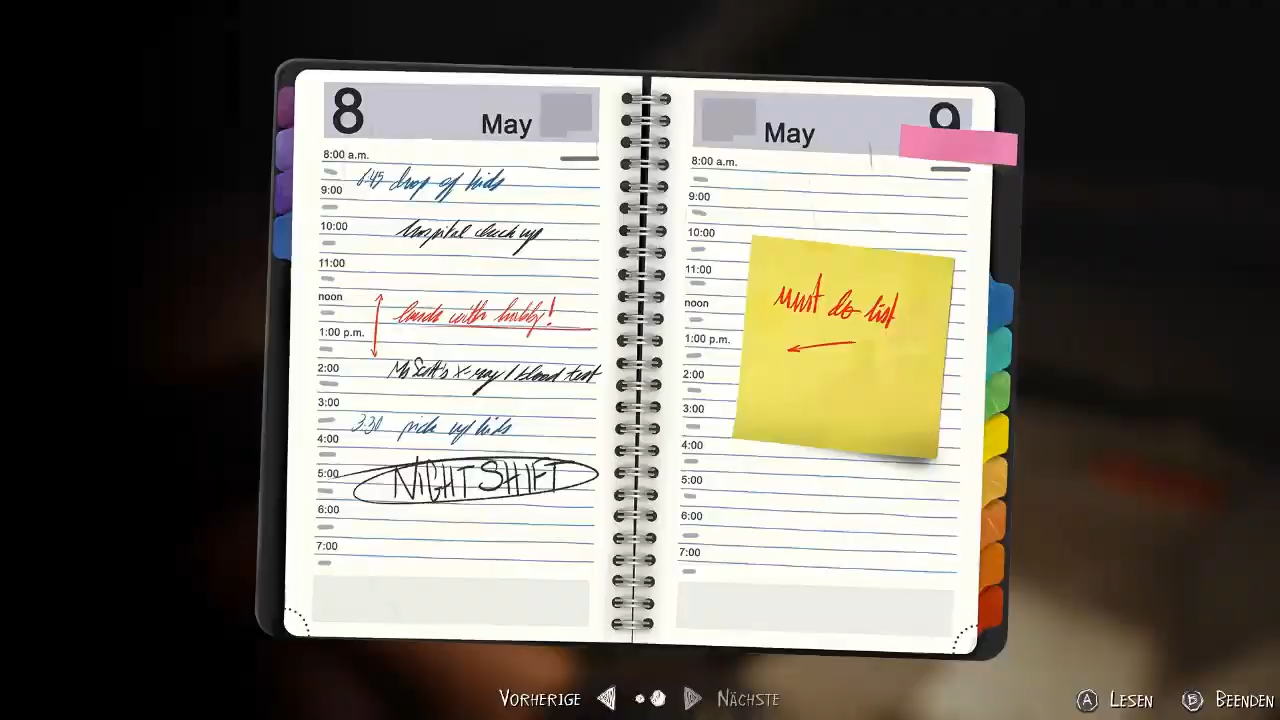 8
May
8:00 a.m.
8:45 drop of kids
9:00
10:00
hospital check up
11:00
noon
lunch with hubby!
1:00 p.m.
2:00
Mr Scott's x-ray / blood test
3:00
3:30 pick up kids
4:00
5:00
NIGHTSHIFT
6:00
7:00
May
9
8:00 a.m.
9:00
10:00
11:00
noon
1:00 p.m.
2:00
3:00
4:00
5:00
6:00
7:00
must do list
VORHERIGE
NÄCHSTE
A LESEN
B BEENDEN